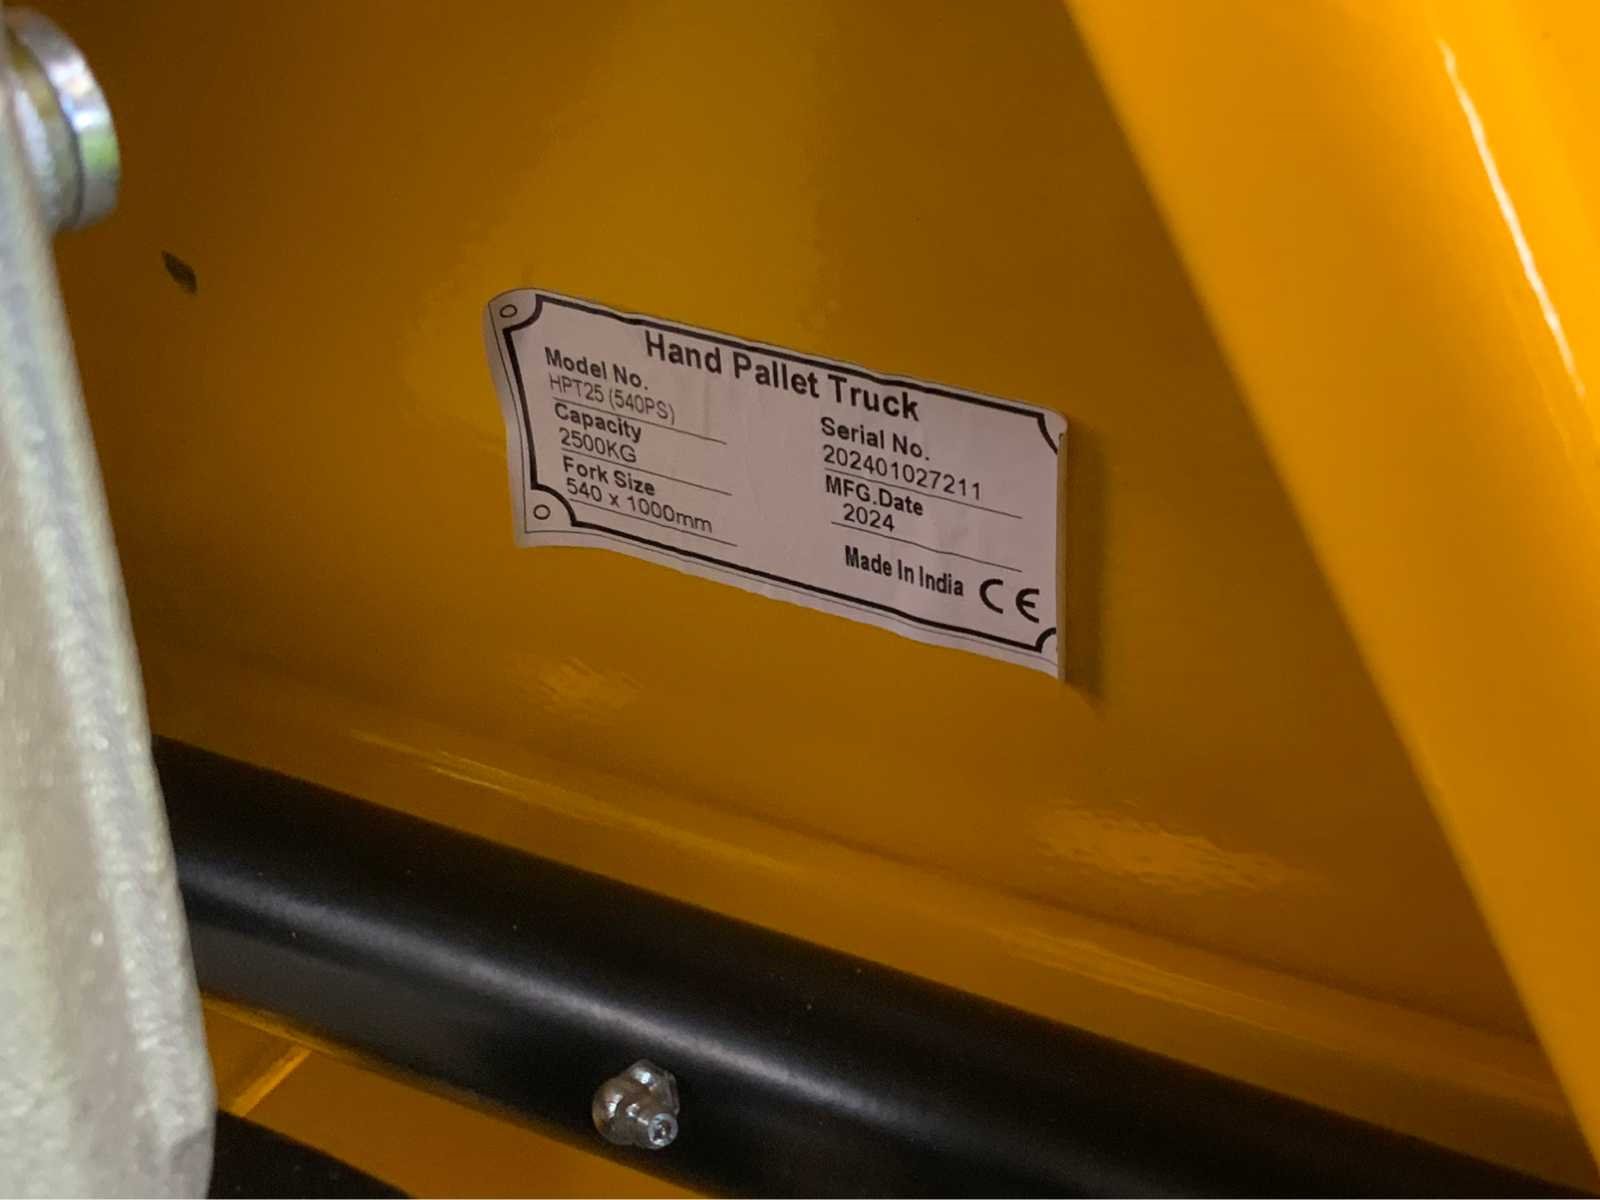 Hand Pallet Truck
Model No.
HPT25 (540PS)
Capacity
2500KG
Fork Size
540 x 1000mm
Serial No.
202401027211
MFG.Date
2024
Made In India CE